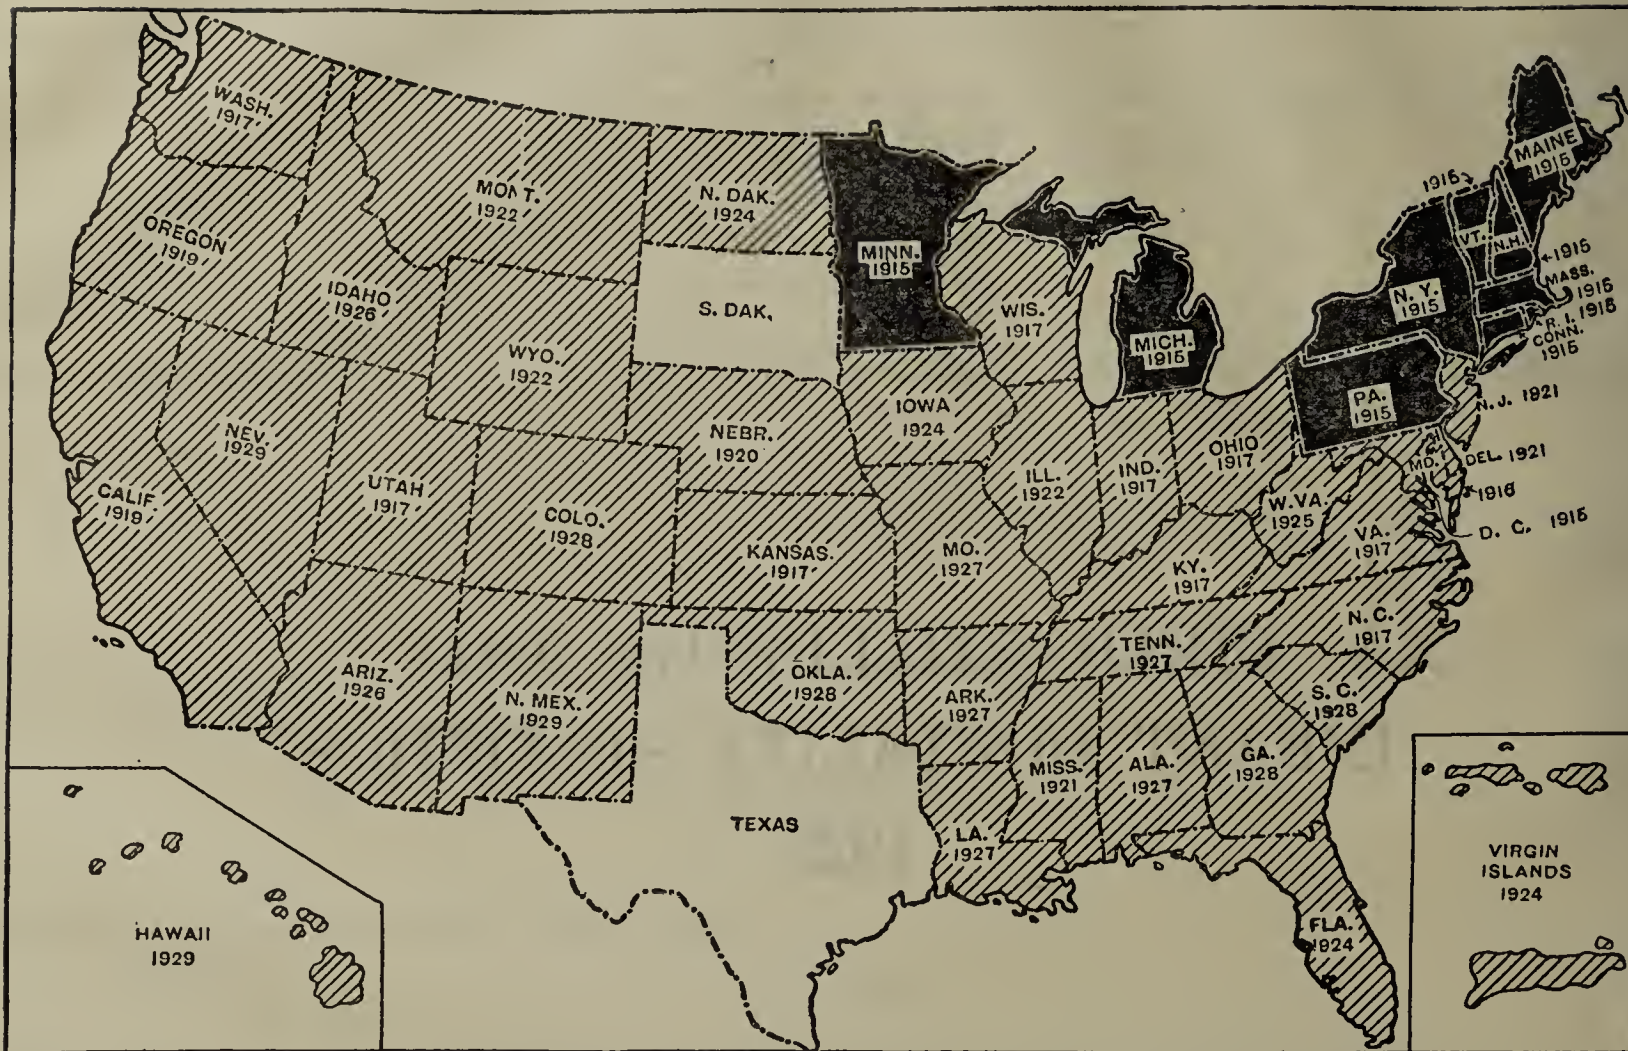 WASH.
1917
OREGON
1919
CALIF.
1919
NEV.
1929
IDAHO
1926
MONT.
1922
WYO.
1922
UTAH
1917
COLO.
1928
ARIZ.
1926
N. MEX.
1929
N. DAK.
1924
S. DAK.
NEBR.
1920
KANSAS.
1917
OKLA.
1928
TEXAS
MINN.
1915
IOWA
1924
MO.
1927
ARK.
1927
LA.
1927
WIS.
1917
ILL.
1922
MICH.
1915
IND.
1917
OHIO
1917
KY.
1917
TENN.
1927
MISS.
1921
ALA.
1927
GA.
1928
FLA.
1924
S. C.
1928
N. C.
1917
VA.
1917
W. VA.
1925
PA.
1915
N. Y.
1915
1915
VT.
N.H.
1915
MAINE
1915
MASS.
1915
R. I. 1915
CONN.
1915
N.J. 1921
DEL. 1921
MD.
1916
D. C. 1915
HAWAII
1929
VIRGIN
ISLANDS
1924